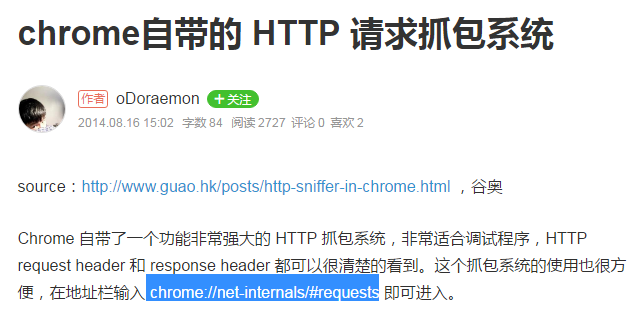 chrome自带的 HTTP 请求抓包系统
作者 oDoraemon +关注
2014.08.16 15:02 字数 84 阅读 2727 评论 0 喜欢 2
source：http://www.guao.hk/posts/http-sniffer-in-chrome.html ，谷奥
Chrome 自带了一个功能非常强大的 HTTP 抓包系统，非常适合调试程序，HTTP
request header 和 response header 都可以很清楚的看到。这个抓包系统的使用也很方
便，在地址栏输入 chrome://net-internals/#requests 即可进入。